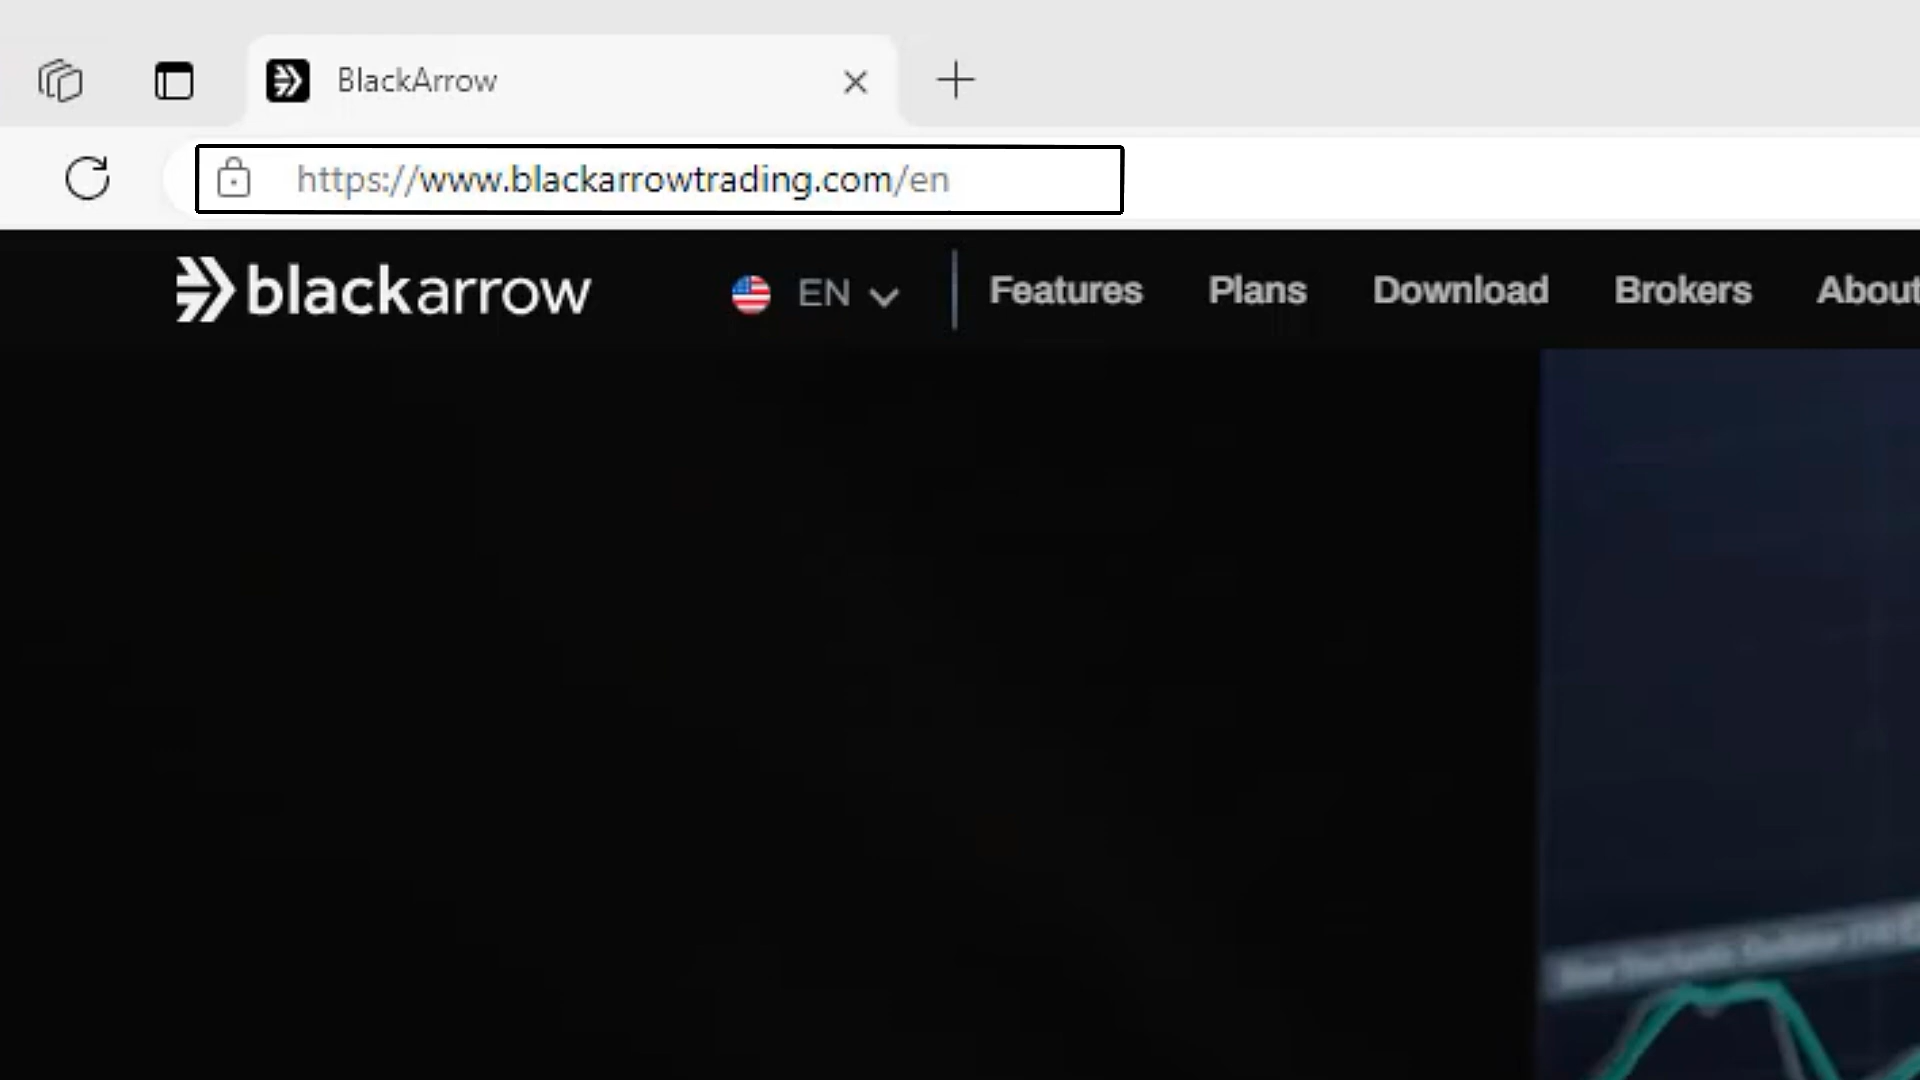 BlackArrow
https://www.blackarrowtrading.com/en
blackarrow EN Features Plans Download Brokers About